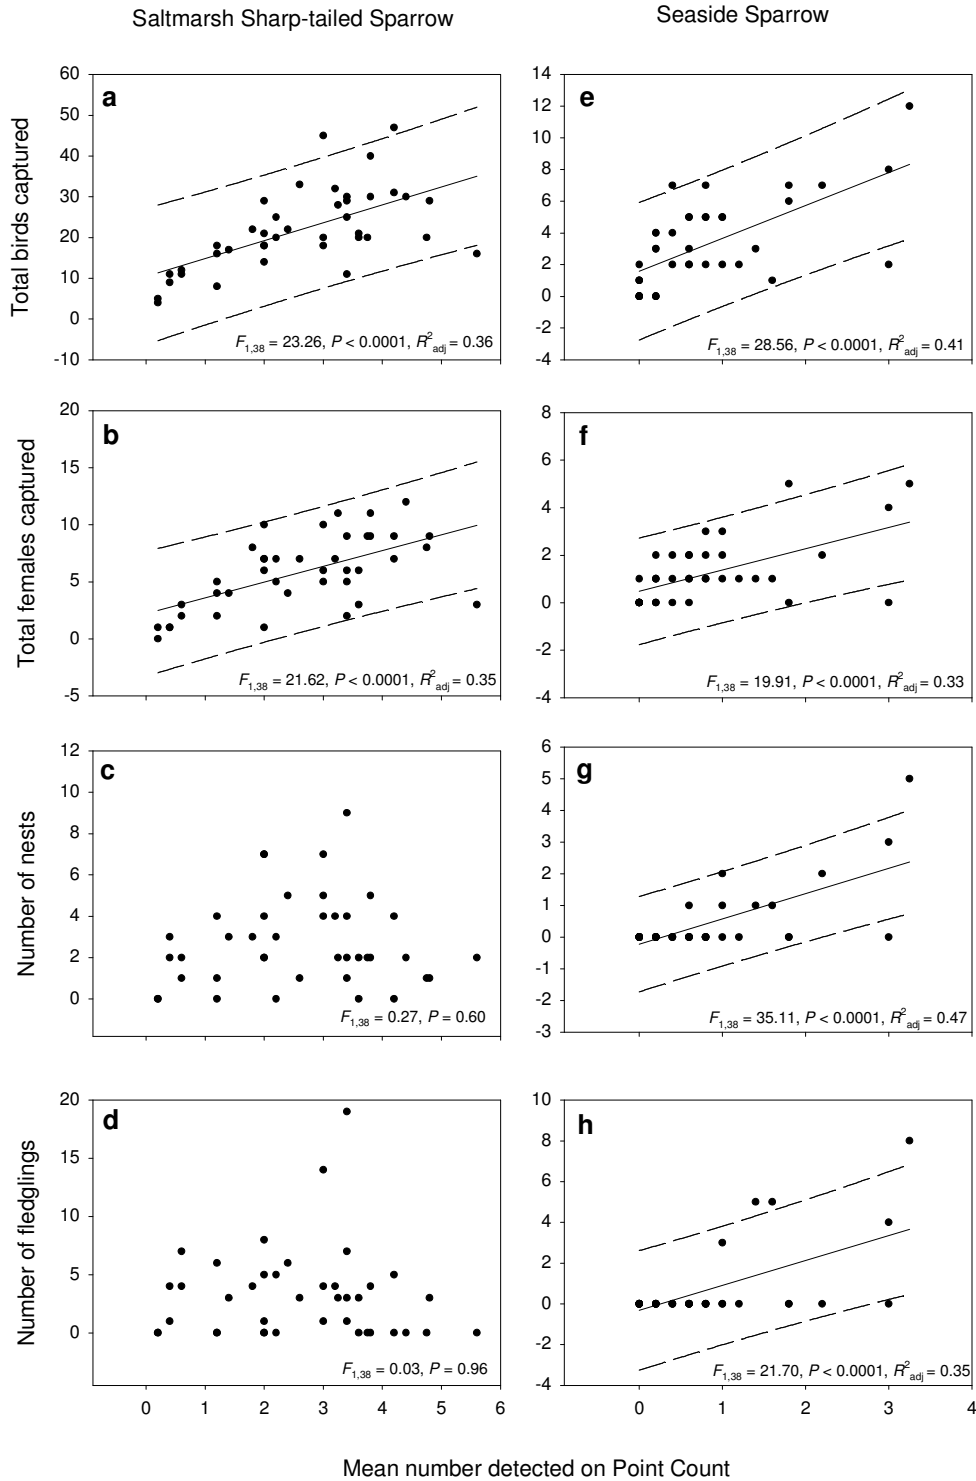 Saltmarsh Sharp-tailed Sparrow
Seaside Sparrow
a
Total birds captured
60
50
40
30
20
10
0
-10
F1,38 = 23.26, P < 0.0001, R²adj = 0.36
e
14
12
10
8
6
4
2
0
-2
-4
F1,38 = 28.56, P < 0.0001, R²adj = 0.41
b
Total females captured
20
15
10
5
0
-5
F1,38 = 21.62, P < 0.0001, R²adj = 0.35
f
8
6
4
2
0
-2
-4
F1,38 = 19.91, P < 0.0001, R²adj = 0.33
c
Number of nests
12
10
8
6
4
2
0
F1,38 = 0.27, P = 0.60
g
6
5
4
3
2
1
0
-1
-2
-3
F1,38 = 35.11, P < 0.0001, R²adj = 0.47
d
Number of fledglings
20
15
10
5
0
F1,38 = 0.03, P = 0.96
0 1 2 3 4 5 6
h
10
8
6
4
2
0
-2
-4
F1,38 = 21.70, P < 0.0001, R²adj = 0.35
0 1 2 3 4
Mean number detected on Point Count